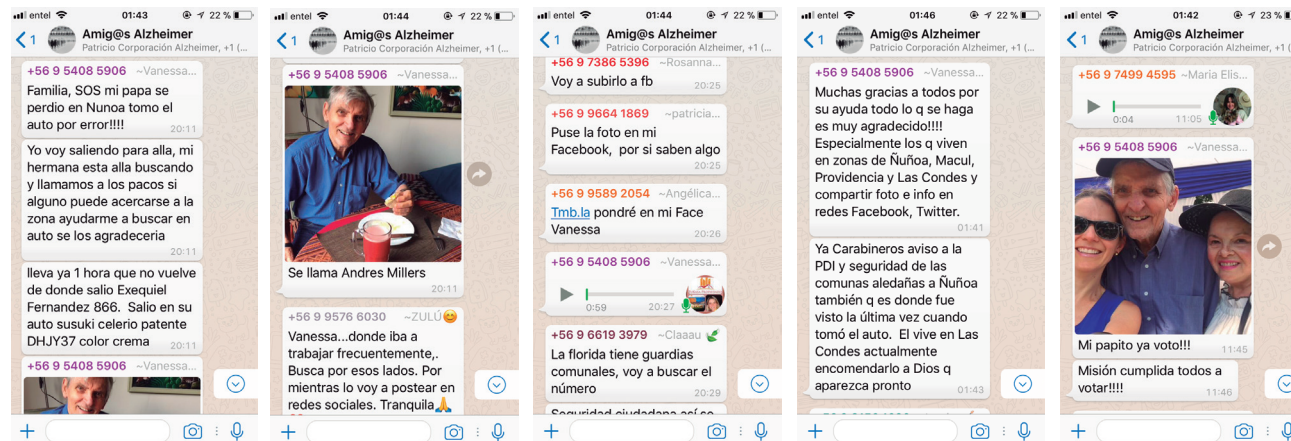 entel 01:43 22 %
1 Amig@s Alzheimer
Patricio Corporación Alzheimer, +1 (...
+56 9 5408 5906 ~Vanessa...
Familia, SOS mi papa se
perdio en Nunoa tomo el
auto por error!!!!
20:11
Yo voy saliendo para alla, mi
hermana esta alla buscando
y llamamos a los pacos si
alguno puede acercarse a la
zona ayudarme a buscar en
auto se los agradeceria
20:11
lleva ya 1 hora que no vuelve
de donde salio Exequiel
Fernandez 866. Salio en su
auto susuki celerio patente
DHJY37 color crema
20:11
+56 9 5408 5906 ~Vanessa...
entel 01:44 22 %
1 Amig@s Alzheimer
Patricio Corporación Alzheimer, +1 (...
+56 9 5408 5906 ~Vanessa...
Se llama Andres Millers
20:11
+56 9 9576 6030 ~ZULÚ😊
Vanessa...donde iba a
trabajar frecuentemente,.
Busca por esos lados. Por
mientras lo voy a postear en
redes sociales. Tranquila🙏
entel 01:44 22 %
1 Amig@s Alzheimer
Patricio Corporación Alzheimer, +1 (...
+56 9 7386 5396 ~Rosanna...
Voy a subirlo a fb
20:25
+56 9 9664 1869 ~patricia...
Puse la foto en mi
Facebook, por si saben algo
20:25
+56 9 9589 2054 ~Angélica...
Tmb.la pondré en mi Face
Vanessa
20:26
+56 9 5408 5906 ~Vanessa...
0:59 20:27
+56 9 6619 3979 ~Claaau
La florida tiene guardias
comunales, voy a buscar el
número
20:29
Seguridad ciudadana así se
entel 01:46 22 %
1 Amig@s Alzheimer
Patricio Corporación Alzheimer, +1 (...
+56 9 5408 5906 ~Vanessa...
Muchas gracias a todos por
su ayuda todo lo q se haga
es muy agradecido!!!!
Especialmente los q viven
en zonas de Ñuñoa, Macul,
Providencia y Las Condes y
compartir foto e info en
redes Facebook, Twitter.
01:41
Ya Carabineros aviso a la
PDI y seguridad de las
comunas aledañas a Ñuñoa
también q es donde fue
visto la última vez cuando
tomó el auto. El vive en Las
Condes actualmente
encomendarlo a Dios q
aparezca pronto
01:43
entel 01:42 23 %
1 Amig@s Alzheimer
Patricio Corporación Alzheimer, +1 (
+56 9 7499 4595 ~Maria Elis...
0:04 11:05
+56 9 5408 5906 ~Vanessa...
Mi papito ya voto!!!
11:45
Misión cumplida todos a
votar!!!!
11:46